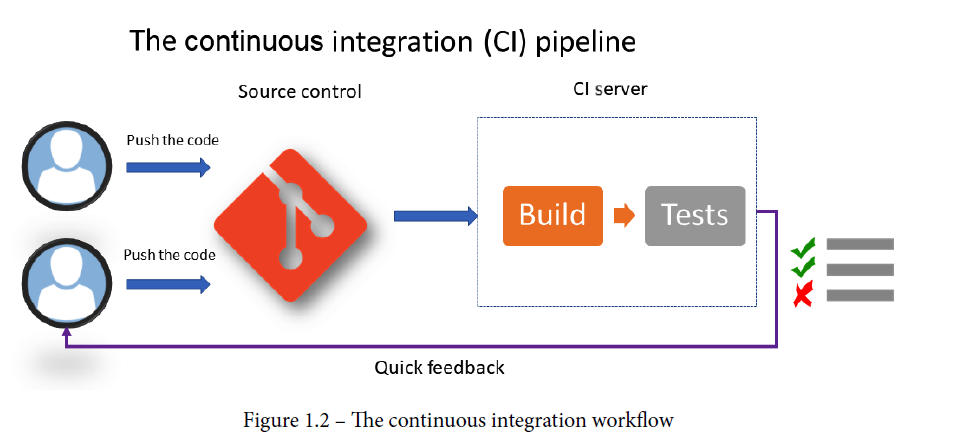 The continuous integration (CI) pipeline
Source control
CI server
Push the code
Build
Tests
Push the code
Quick feedback
Figure 1.2 – The continuous integration workflow